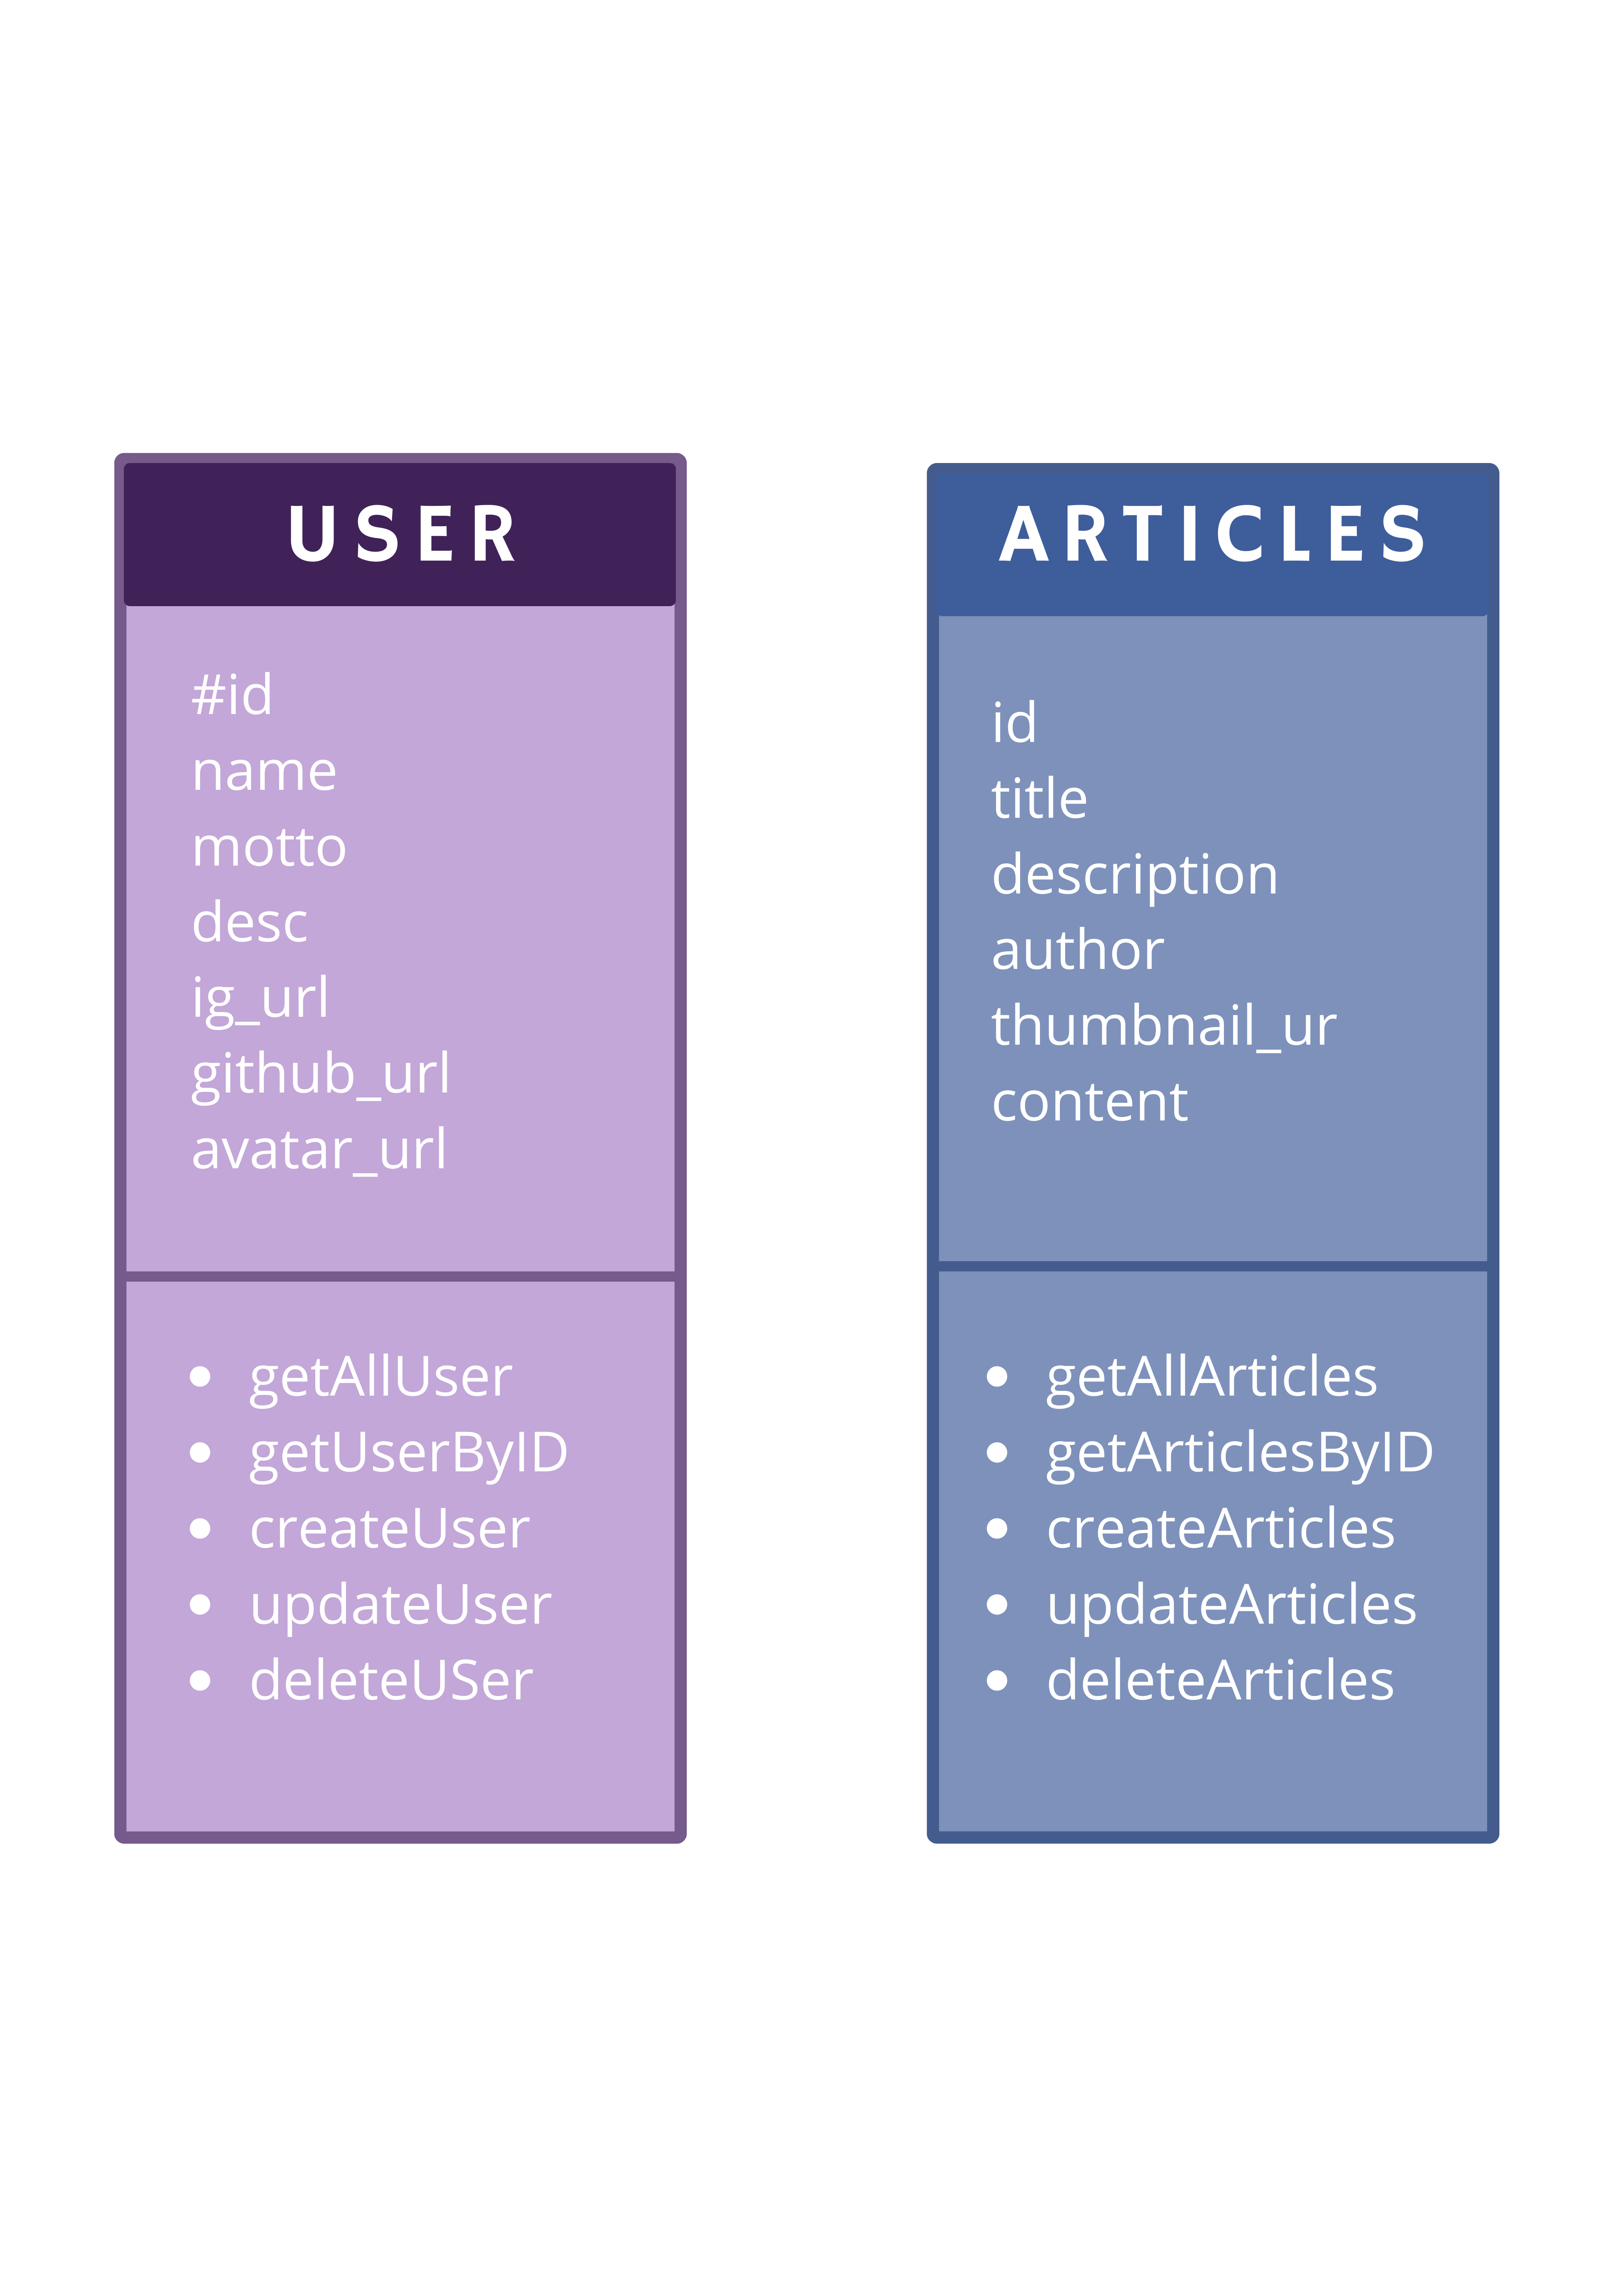 USER
#id
name
motto
desc
ig_url
github_url
avatar_url
• getAllUser
• getUserByID
• createUser
• updateUser
• deleteUSer
ARTICLES
id
title
description
author
thumbnail_ur
content
• getAllArticles
• getArticlesByID
• createArticles
• updateArticles
• deleteArticles